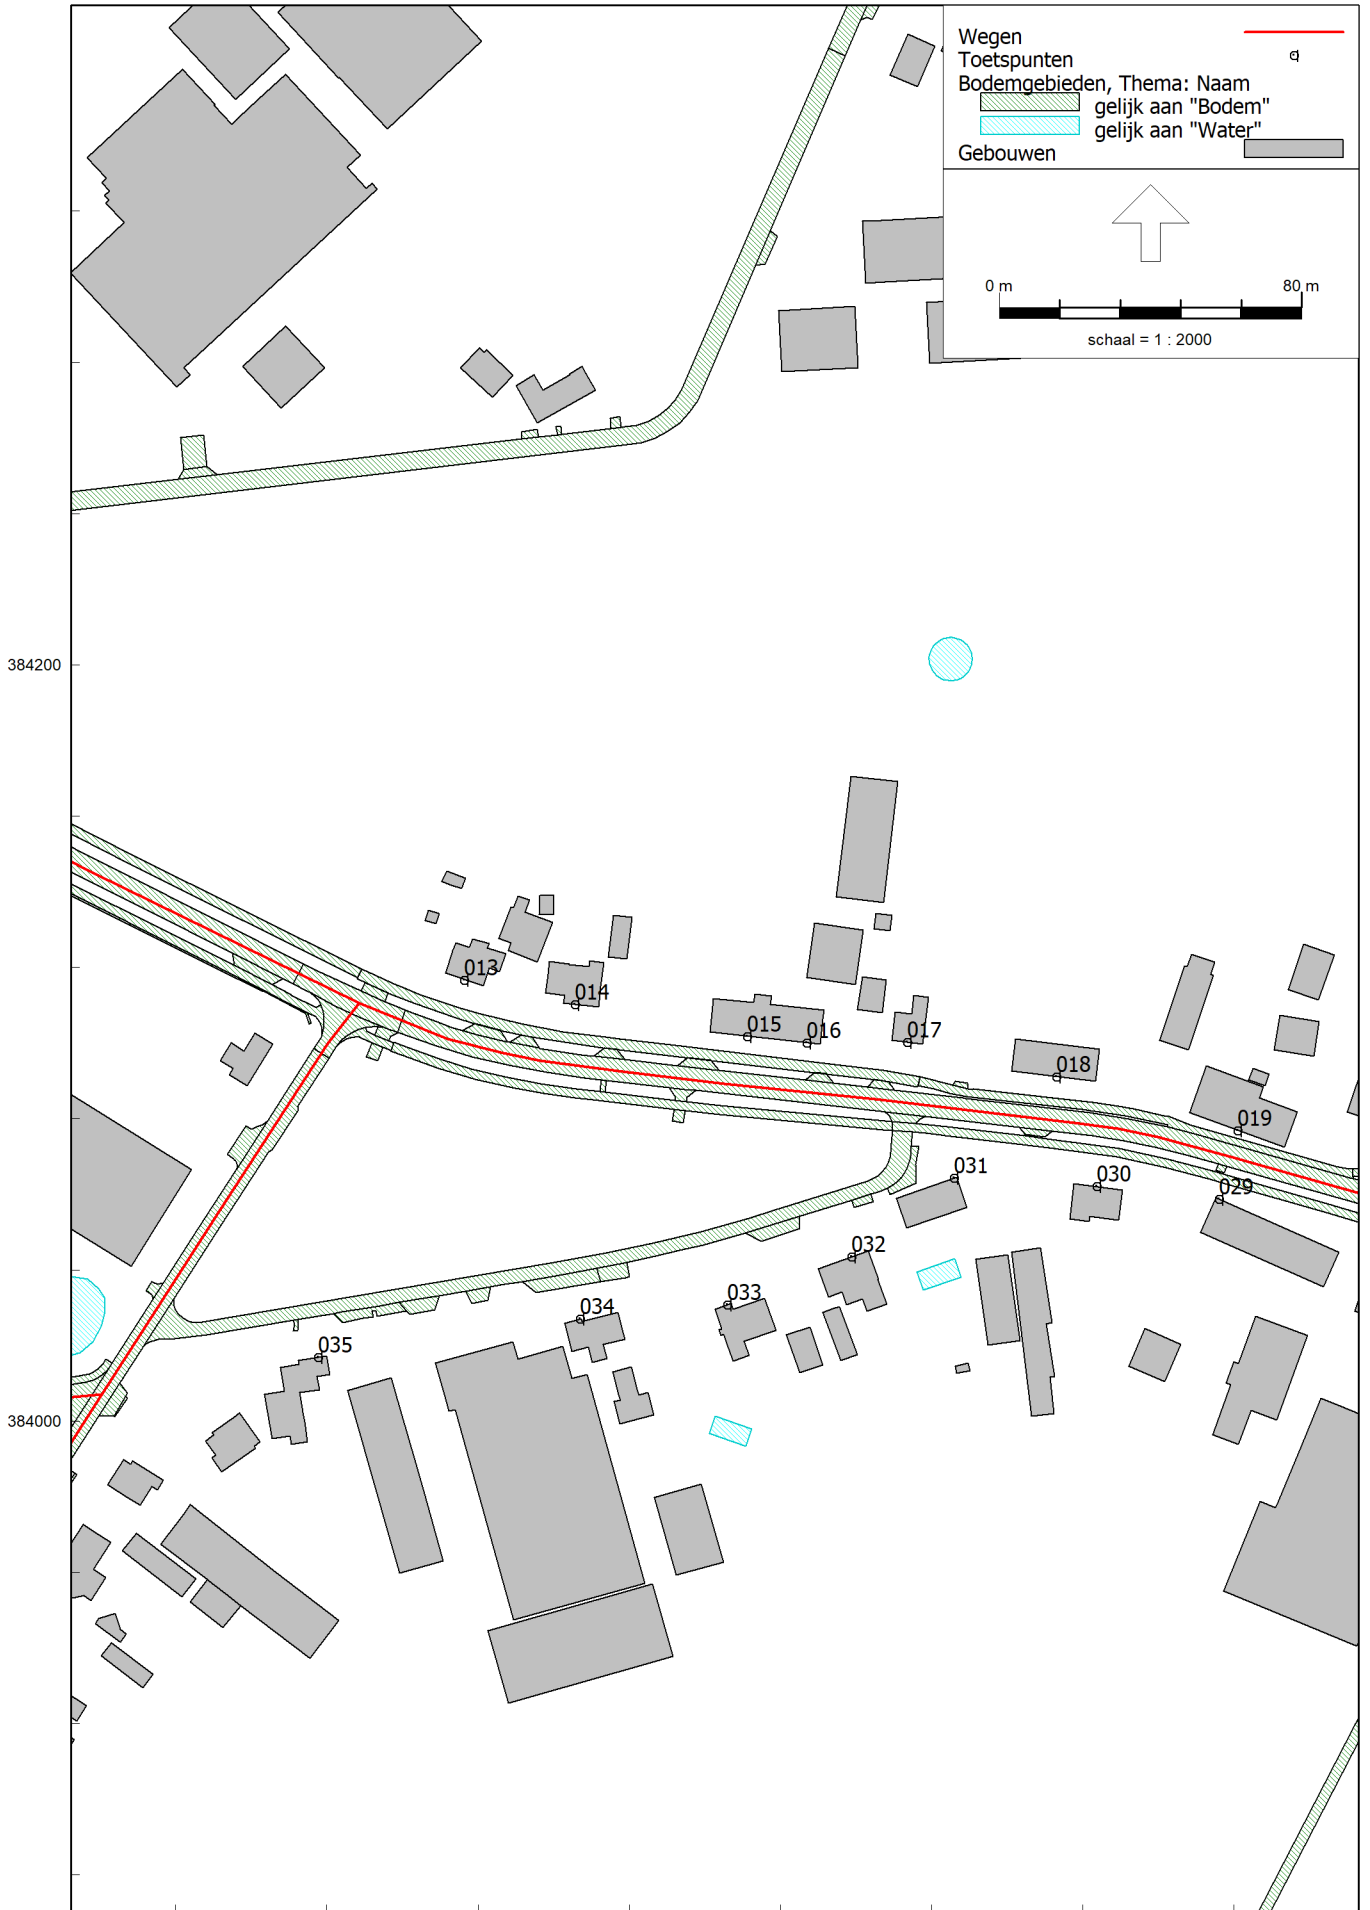 Wegen
Toetspunten
Bodemgebieden, Thema: Naam
gelijk aan "Bodem"
gelijk aan "Water"
Gebouwen
0 m 80 m
schaal = 1 : 2000
384200
013
014
015
016
017
018
019
031
030
029
032
033
034
035
384000